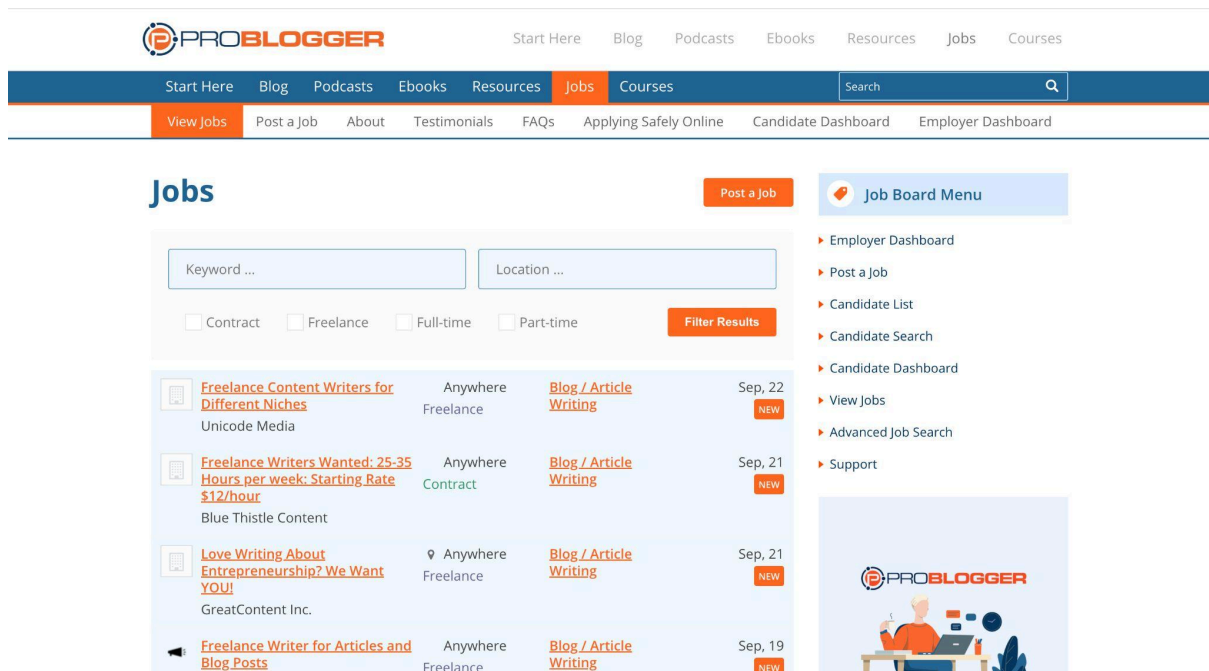 PROBLOGGER
Start Here Blog Podcasts Ebooks Resources Jobs Courses
Start Here Blog Podcasts Ebooks Resources Jobs Courses
Search
View Jobs Post a Job About Testimonials FAQs Applying Safely Online Candidate Dashboard Employer Dashboard
Jobs
Post a Job
Keyword ...
Location ...
Contract Freelance Full-time Part-time
Filter Results
Freelance Content Writers for
Different Niches
Unicode Media
Anywhere
Freelance
Blog / Article
Writing
Sep, 22
NEW
Freelance Writers Wanted: 25-35
Hours per week: Starting Rate
$12/hour
Blue Thistle Content
Anywhere
Contract
Blog / Article
Writing
Sep, 21
NEW
Love Writing About
Entrepreneurship? We Want
YOU!
GreatContent Inc.
Anywhere
Freelance
Blog / Article
Writing
Sep, 21
NEW
Freelance Writer for Articles and
Blog Posts
Anywhere
Freelance
Blog / Article
Writing
Sep, 19
NEW
Job Board Menu
Employer Dashboard
Post a Job
Candidate List
Candidate Search
Candidate Dashboard
View Jobs
Advanced Job Search
Support
PROBLOGGER